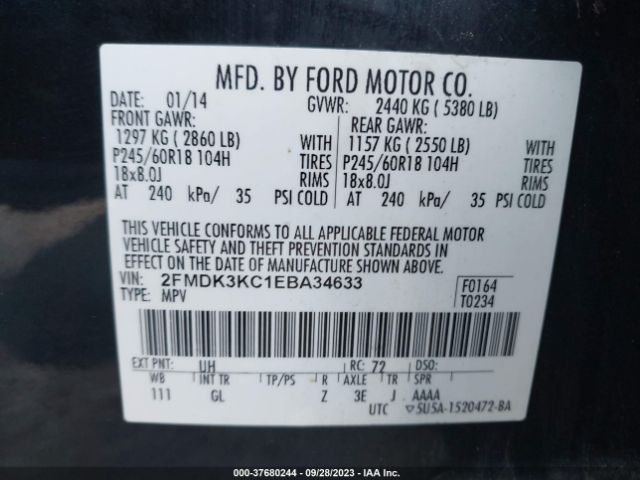 MFD. BY FORD MOTOR CO.
DATE: 01/14 GVWR: 2440 KG ( 5380 LB)
FRONT GAWR: REAR GAWR:
1297 KG ( 2860 LB) WITH 1157 KG ( 2550 LB) WITH
P245/60R18 104H TIRES P245/60R18 104H TIRES
18x8.0J RIMS 18x8.0J RIMS
AT 240 kPa/ 35 PSI COLD AT 240 kPa/ 35 PSI COLD
THIS VEHICLE CONFORMS TO ALL APPLICABLE FEDERAL MOTOR
VEHICLE SAFETY AND THEFT PREVENTION STANDARDS IN
EFFECT ON THE DATE OF MANUFACTURE SHOWN ABOVE.
VIN: 2FMDK3KC1EBA34633 F0164
TYPE: MPV T0234
EXT PNT: UH RC: 72 DSO:
WB INT TR TP/PS R AXLE TR SPR
111 GL Z 3E J AAAA
UTC ▽5U5A-1520472-BA
000-37680244 - 09/28/2023 - IAA Inc.